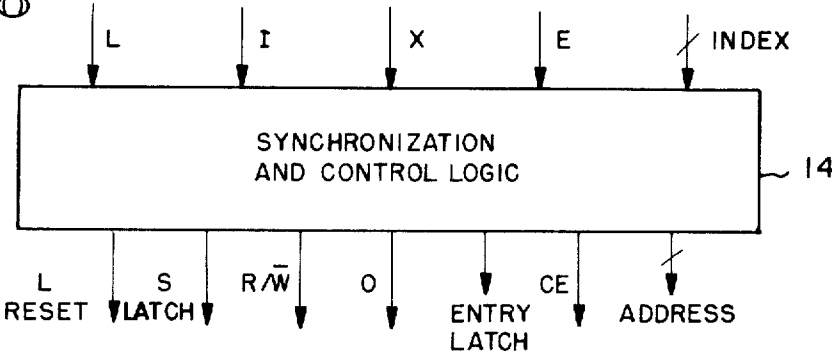 L I X E INDEX
SYNCHRONIZATION
AND CONTROL LOGIC
14
L S R/W̅ O CE
RESET LATCH ENTRY ADDRESS
LATCH